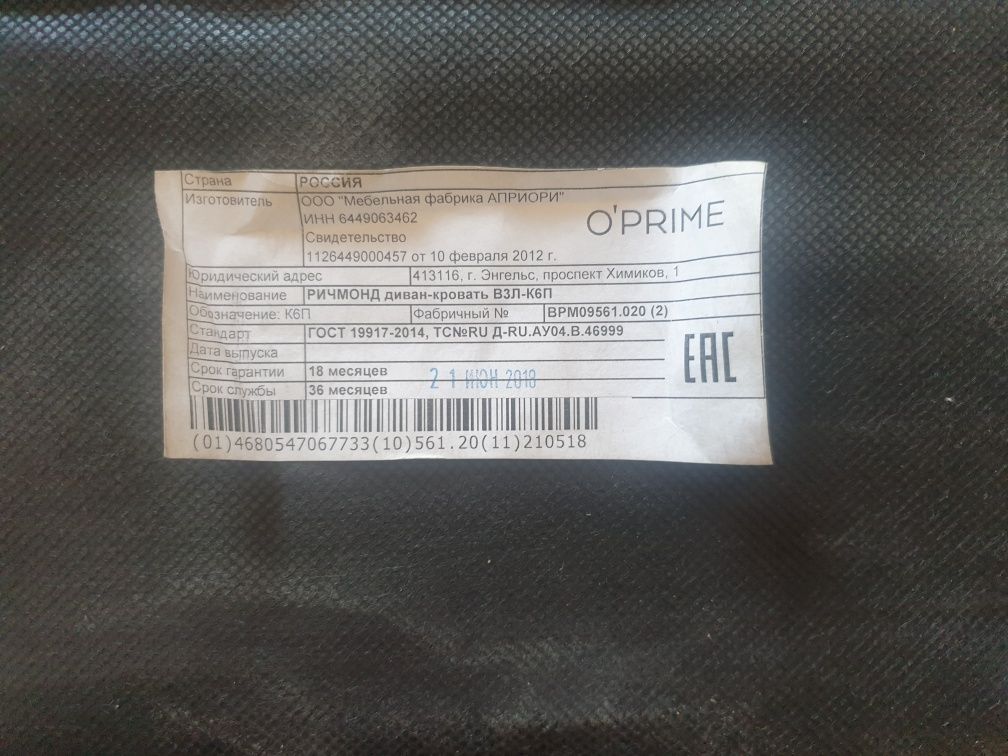 Страна РОССИЯ
Изготовитель ООО "Мебельная фабрика АПРИОРИ"
ИНН 6449063462
O'PRIME
Свидетельство
1126449000457 от 10 февраля 2012 г.
Юридический адрес 413116, г. Энгельс, проспект Химиков, 1
Наименование РИЧМОНД диван-кровать В3Л-К6П
Обозначение: К6П Фабричный № ВРМ09561.020 (2)
Стандарт ГОСТ 19917-2014, ТС№RU Д-RU.АУ04.В.46999
Дата выпуска
EAC
Срок гарантии 18 месяцев 21 ИЮН 2018
Срок службы 36 месяцев
(01)4680547067733(10)561.20(11)210518